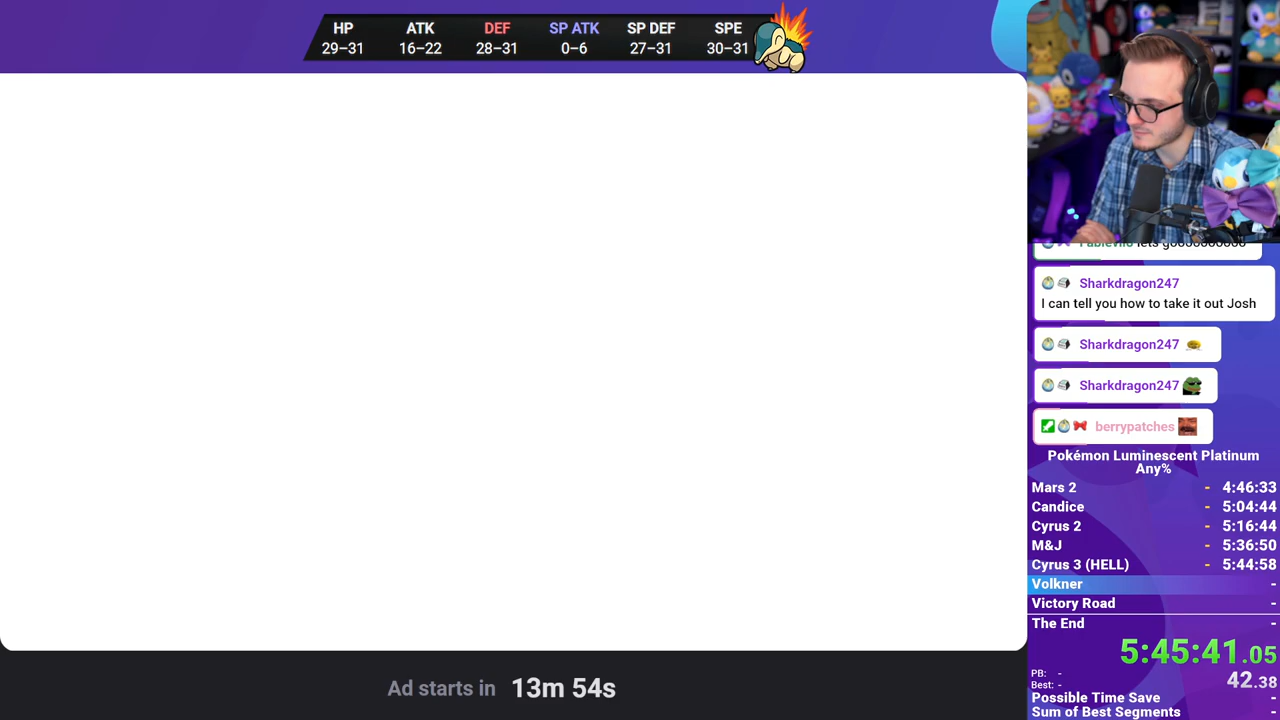 HP ATK DEF SP ATK SP DEF SPE
29–31 16–22 28–31 0–6 27–31 30–31
Sharkdragon247
I can tell you how to take it out Josh
Sharkdragon247
Sharkdragon247
berrypatches
Pokémon Luminescent Platinum
Any%
Mars 2 - 4:46:33
Candice - 5:04:44
Cyrus 2 - 5:16:44
M&J - 5:36:50
Cyrus 3 (HELL) - 5:44:58
Volkner -
Victory Road -
The End -
5:45:41.05
PB: -
Best: -
42.38
Possible Time Save -
Sum of Best Segments -
Ad starts in 13m 54s